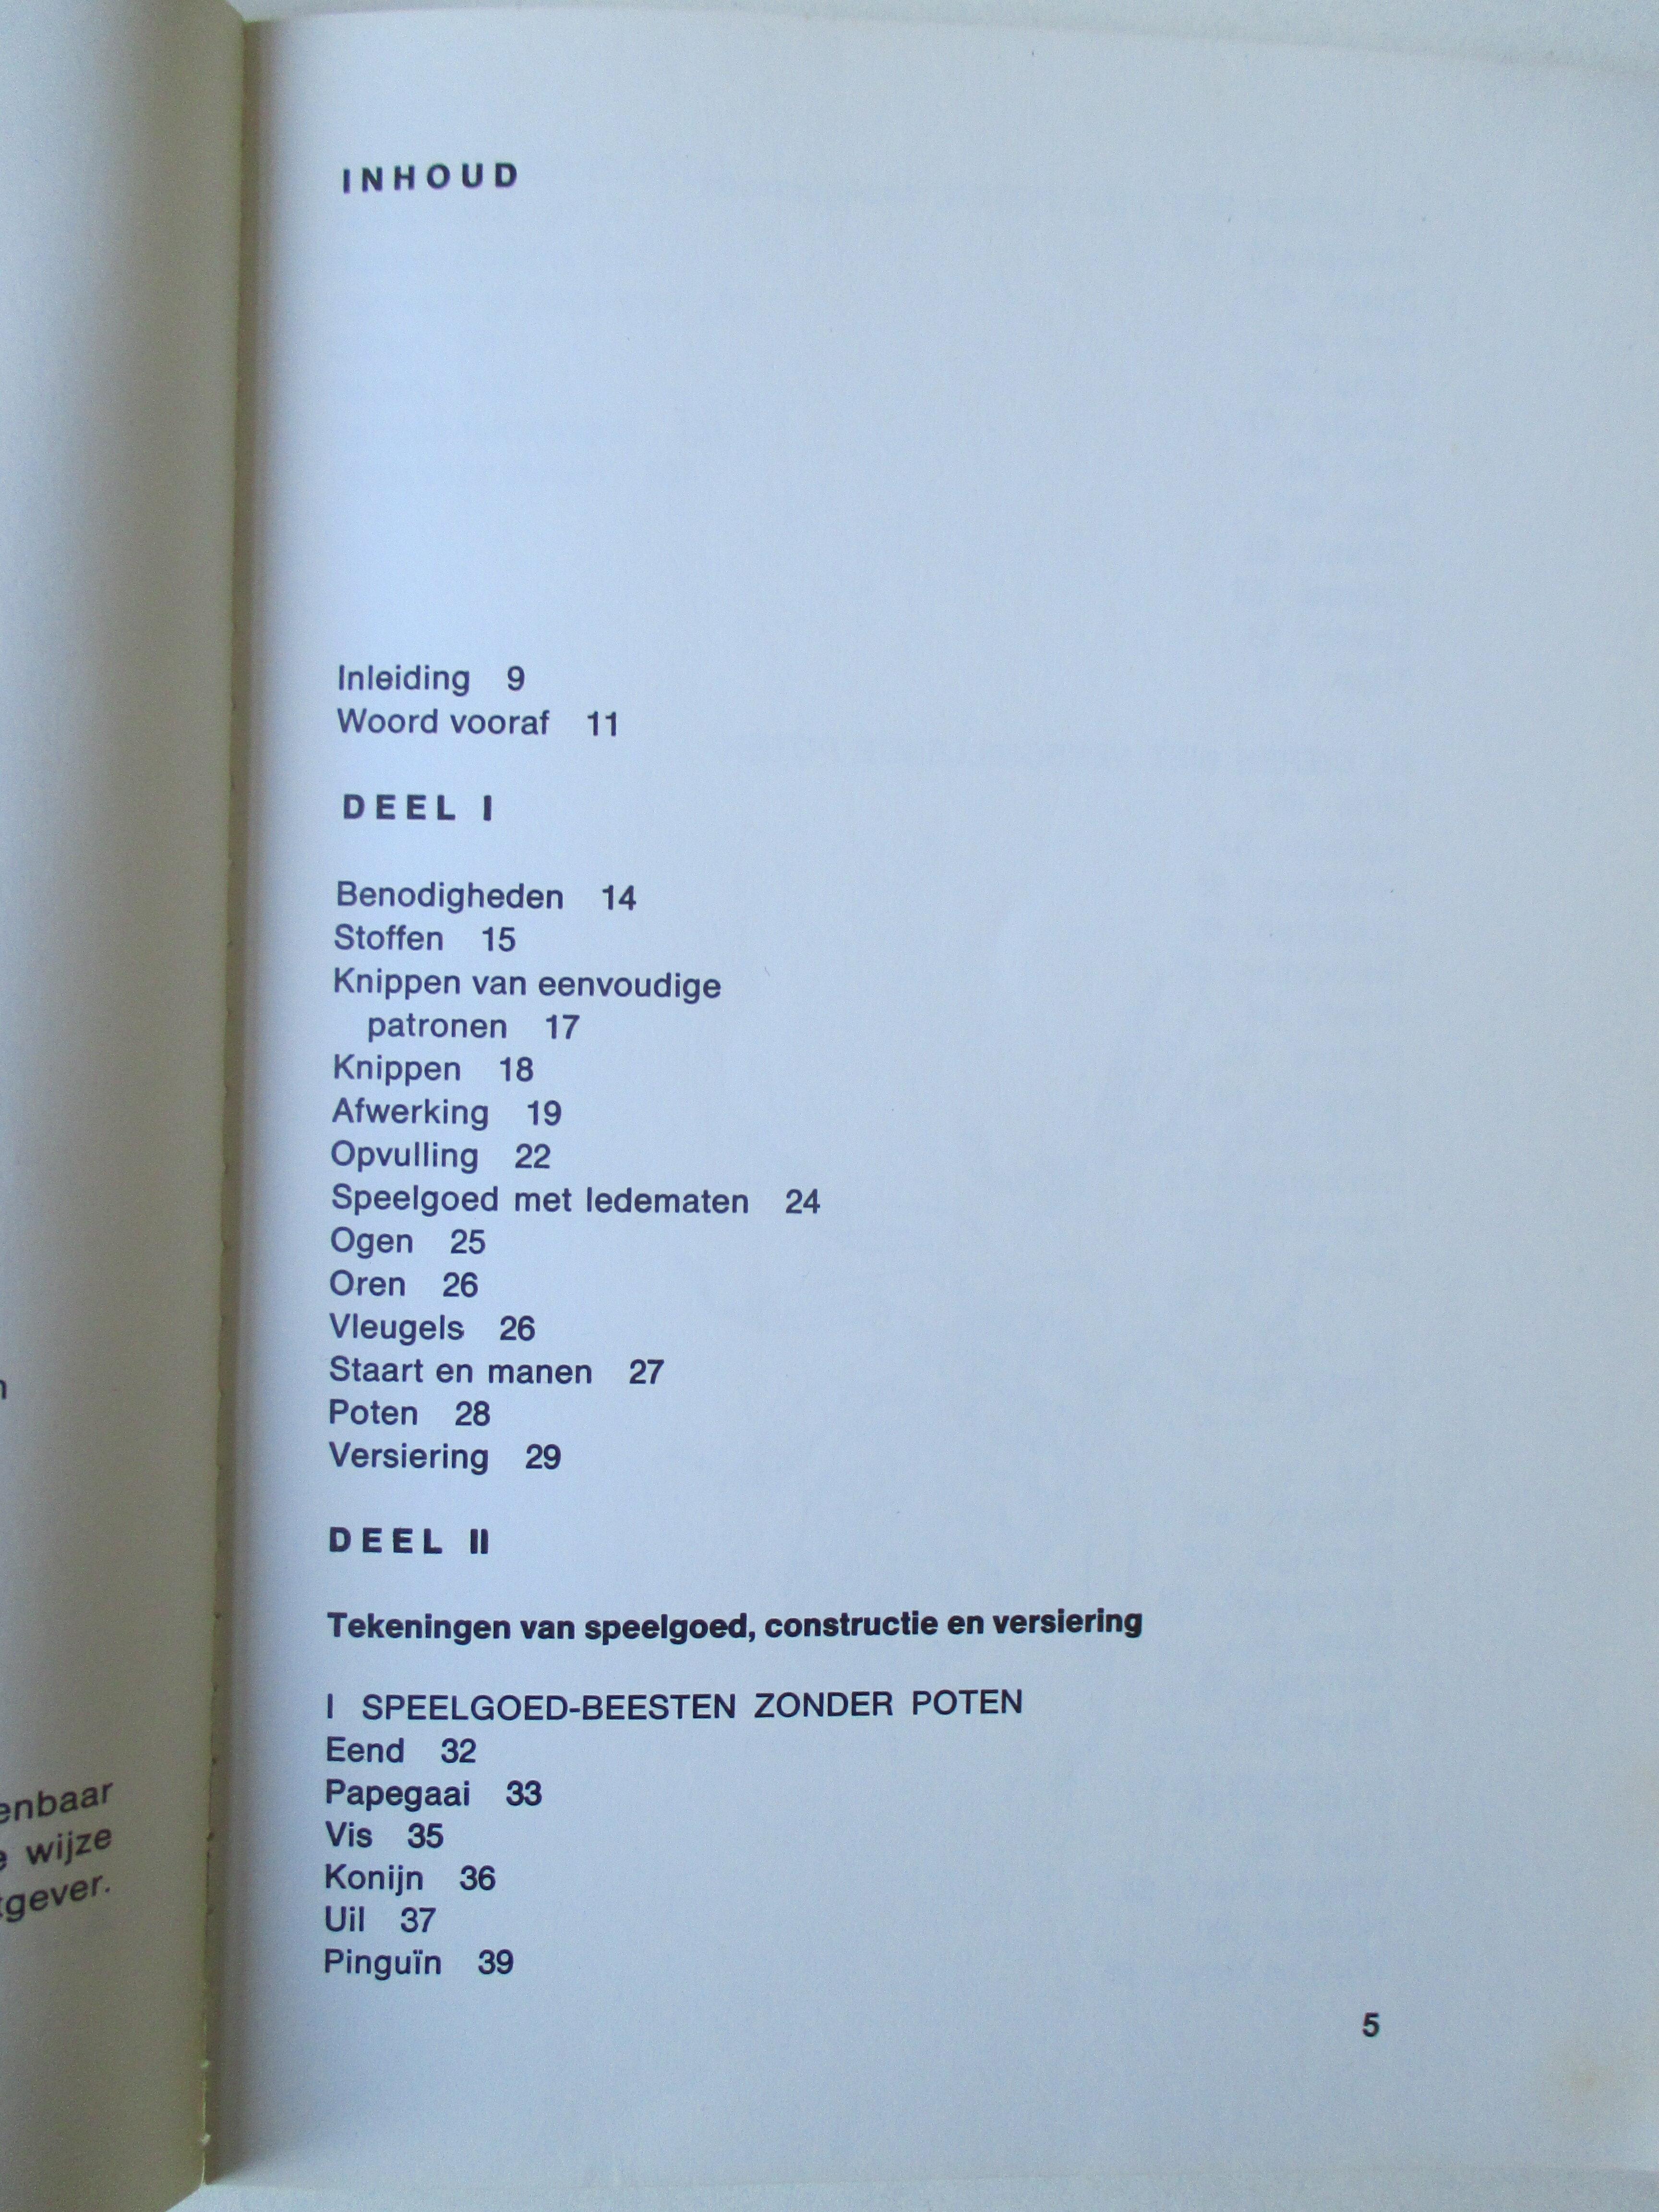 enbaar
wijze
gever.
INHOUD
Inleiding 9
Woord vooraf 11
DEEL I
Benodigheden 14
Stoffen 15
Knippen van eenvoudige
patronen 17
Knippen 18
Afwerking 19
Opvulling 22
Speelgoed met ledematen 24
Ogen 25
Oren 26
Vleugels 26
Staart en manen 27
Poten 28
Versiering 29
DEEL II
Tekeningen van speelgoed, constructie en versiering
I SPEELGOED-BEESTEN ZONDER POTEN
Eend 32
Papegaai 33
Vis 35
Konijn 36
Uil 37
Pinguïn 39
5